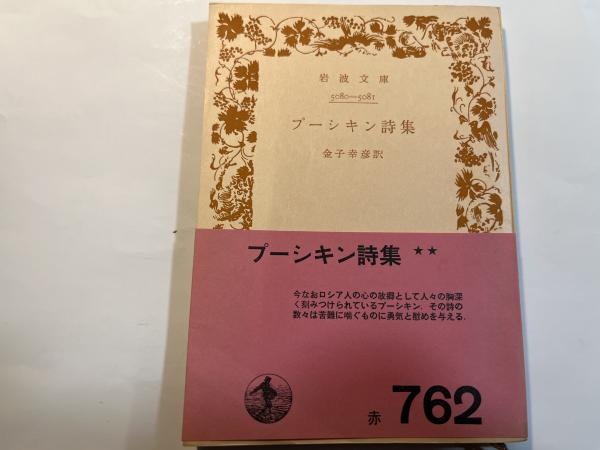 岩波文庫
5080—5081
プーシキン詩集
金子幸彦訳
プーシキン詩集 ★★
今なおロシア人の心の故郷として人々の胸深
く刻みつけられているプーシキン．その詩の
数々は苦難に喘ぐものに勇気と慰めを与える．
赤 762